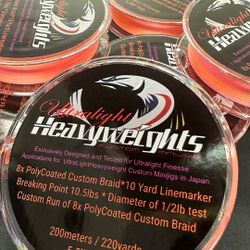 Ultralight
Heavyweights
CUSTOM
Exclusively Designed and Tested for Ultralight Finesse
Applications for UltraLightHeavyweight Custom Minijigs in Japan.
8x PolyCoated Custom Braid*10 Yard Linemarker
Breaking Point 10.5lbs * Diameter of 1/2lb test
Custom Run of 8x PolyCoated Custom Braid
200meters / 220yards